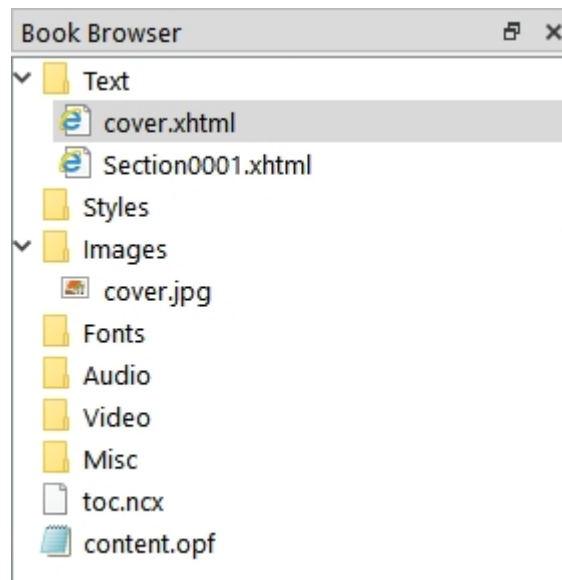 Book Browser
Text
cover.xhtml
Section0001.xhtml
Styles
Images
cover.jpg
Fonts
Audio
Video
Misc
toc.ncx
content.opf